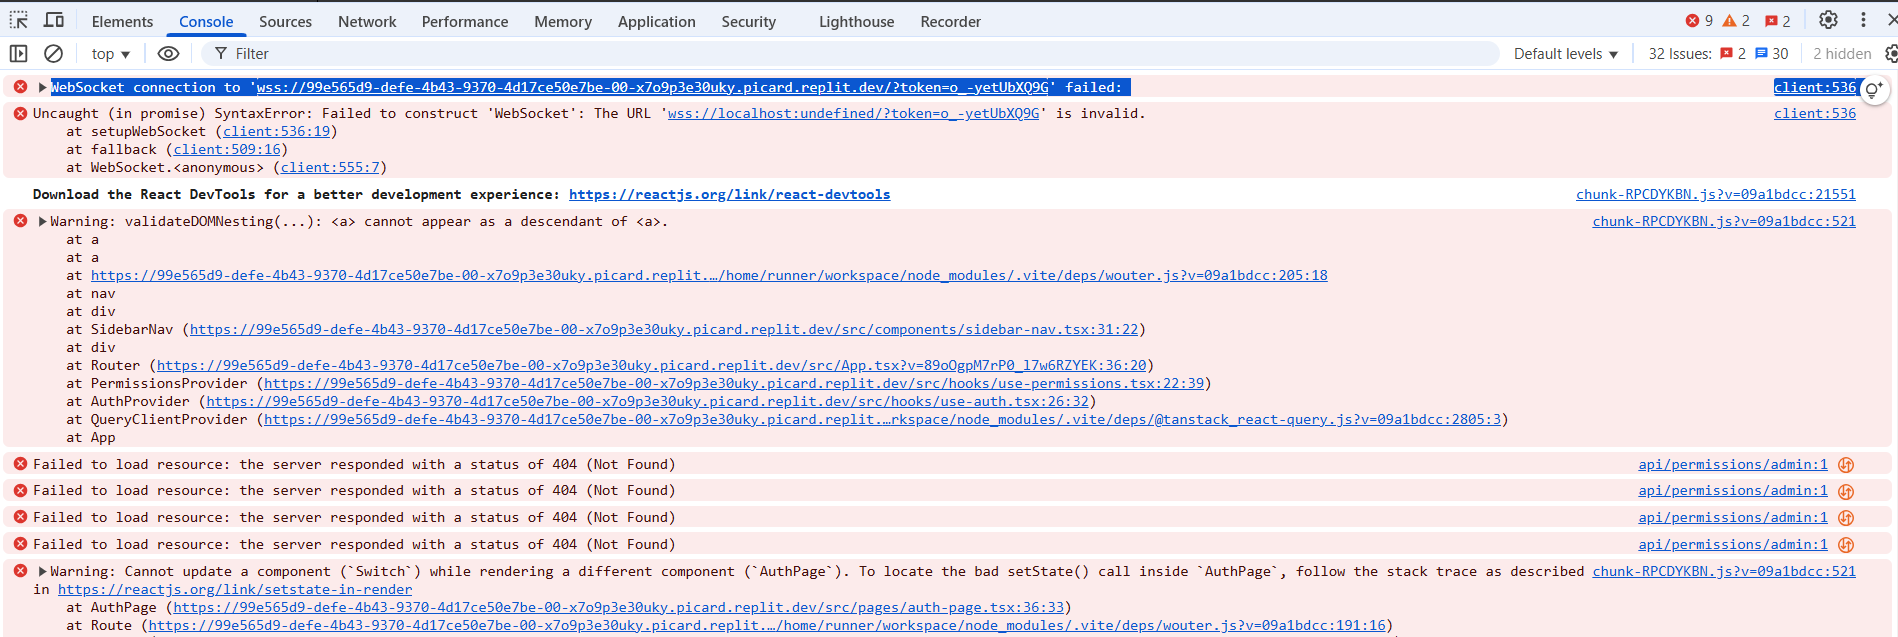 Elements Console Sources Network Performance Memory Application Security Lighthouse Recorder 9 2 2
top Filter Default levels 32 Issues: 2 30 2 hidden
WebSocket connection to 'wss://99e565d9-defe-4b43-9370-4d17ce50e7be-00-x7o9p3e30uky.picard.replit.dev/?token=o_-yetUbXQ9G' failed: client:536
Uncaught (in promise) SyntaxError: Failed to construct 'WebSocket': The URL 'wss://localhost:undefined/?token=o_-yetUbXQ9G' is invalid. client:536
at setupWebSocket (client:536:19)
at fallback (client:509:16)
at WebSocket.<anonymous> (client:555:7)
Download the React DevTools for a better development experience: https://reactjs.org/link/react-devtools chunk-RPCDYKBN.js?v=09a1bdcc:21551
Warning: validateDOMNesting(...): <a> cannot appear as a descendant of <a>. chunk-RPCDYKBN.js?v=09a1bdcc:521
at a
at a
at https://99e565d9-defe-4b43-9370-4d17ce50e7be-00-x7o9p3e30uky.picard.replit.…/home/runner/workspace/node_modules/.vite/deps/wouter.js?v=09a1bdcc:205:18
at nav
at div
at SidebarNav (https://99e565d9-defe-4b43-9370-4d17ce50e7be-00-x7o9p3e30uky.picard.replit.dev/src/components/sidebar-nav.tsx:31:22)
at div
at Router (https://99e565d9-defe-4b43-9370-4d17ce50e7be-00-x7o9p3e30uky.picard.replit.dev/src/App.tsx?v=89oOgpM7rP0_l7w6RZYEK:36:20)
at PermissionsProvider (https://99e565d9-defe-4b43-9370-4d17ce50e7be-00-x7o9p3e30uky.picard.replit.dev/src/hooks/use-permissions.tsx:22:39)
at AuthProvider (https://99e565d9-defe-4b43-9370-4d17ce50e7be-00-x7o9p3e30uky.picard.replit.dev/src/hooks/use-auth.tsx:26:32)
at QueryClientProvider (https://99e565d9-defe-4b43-9370-4d17ce50e7be-00-x7o9p3e30uky.picard.replit.…rkspace/node_modules/.vite/deps/@tanstack_react-query.js?v=09a1bdcc:2805:3)
at App
Failed to load resource: the server responded with a status of 404 (Not Found) api/permissions/admin:1
Failed to load resource: the server responded with a status of 404 (Not Found) api/permissions/admin:1
Failed to load resource: the server responded with a status of 404 (Not Found) api/permissions/admin:1
Failed to load resource: the server responded with a status of 404 (Not Found) api/permissions/admin:1
Warning: Cannot update a component (`Switch`) while rendering a different component (`AuthPage`). To locate the bad setState() call inside `AuthPage`, follow the stack trace as described chunk-RPCDYKBN.js?v=09a1bdcc:521
in https://reactjs.org/link/setstate-in-render
at AuthPage (https://99e565d9-defe-4b43-9370-4d17ce50e7be-00-x7o9p3e30uky.picard.replit.dev/src/pages/auth-page.tsx:36:33)
at Route (https://99e565d9-defe-4b43-9370-4d17ce50e7be-00-x7o9p3e30uky.picard.replit.…/home/runner/workspace/node_modules/.vite/deps/wouter.js?v=09a1bdcc:191:16)